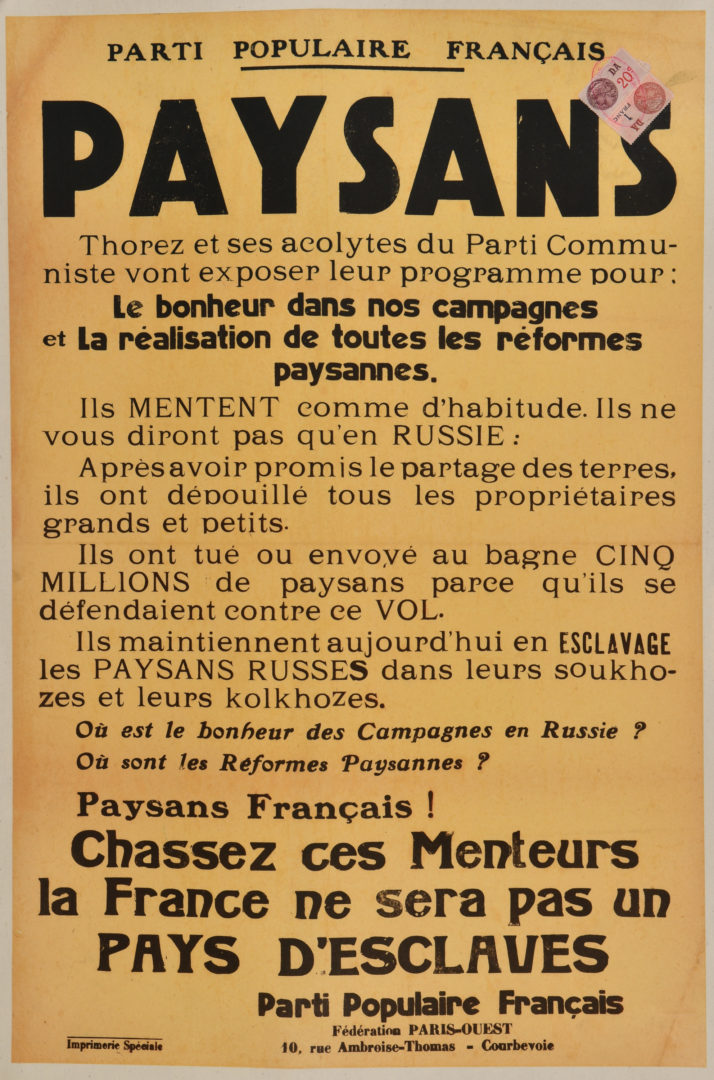 PARTI POPULAIRE FRANÇAIS
DA
20c
1
FRANC
DA
PAYSANS
Thorez et ses acolytes du Parti Commu-
niste vont exposer leur programme pour :
Le bonheur dans nos campagnes
et La réalisation de toutes les réformes
paysannes.
Ils MENTENT comme d'habitude. Ils ne
vous diront pas qu'en RUSSIE :
Après avoir promis le partage des terres,
ils ont dépouillé tous les propriétaires
grands et petits.
Ils ont tué ou envoyé au bagne CINQ
MILLIONS de paysans parce qu'ils se
défendaient contre ce VOL.
Ils maintiennent aujourd'hui en ESCLAVAGE
les PAYSANS RUSSES dans leurs soukho-
zes et leurs kolkhozes.
Où est le bonheur des Campagnes en Russie ?
Où sont les Réformes Paysannes ?
Paysans Français !
Chassez ces Menteurs
la France ne sera pas un
PAYS D'ESCLAVES
Parti Populaire Français
Fédération PARIS-OUEST
10, rue Ambroise-Thomas - Courbevoie
Imprimerie Spéciale